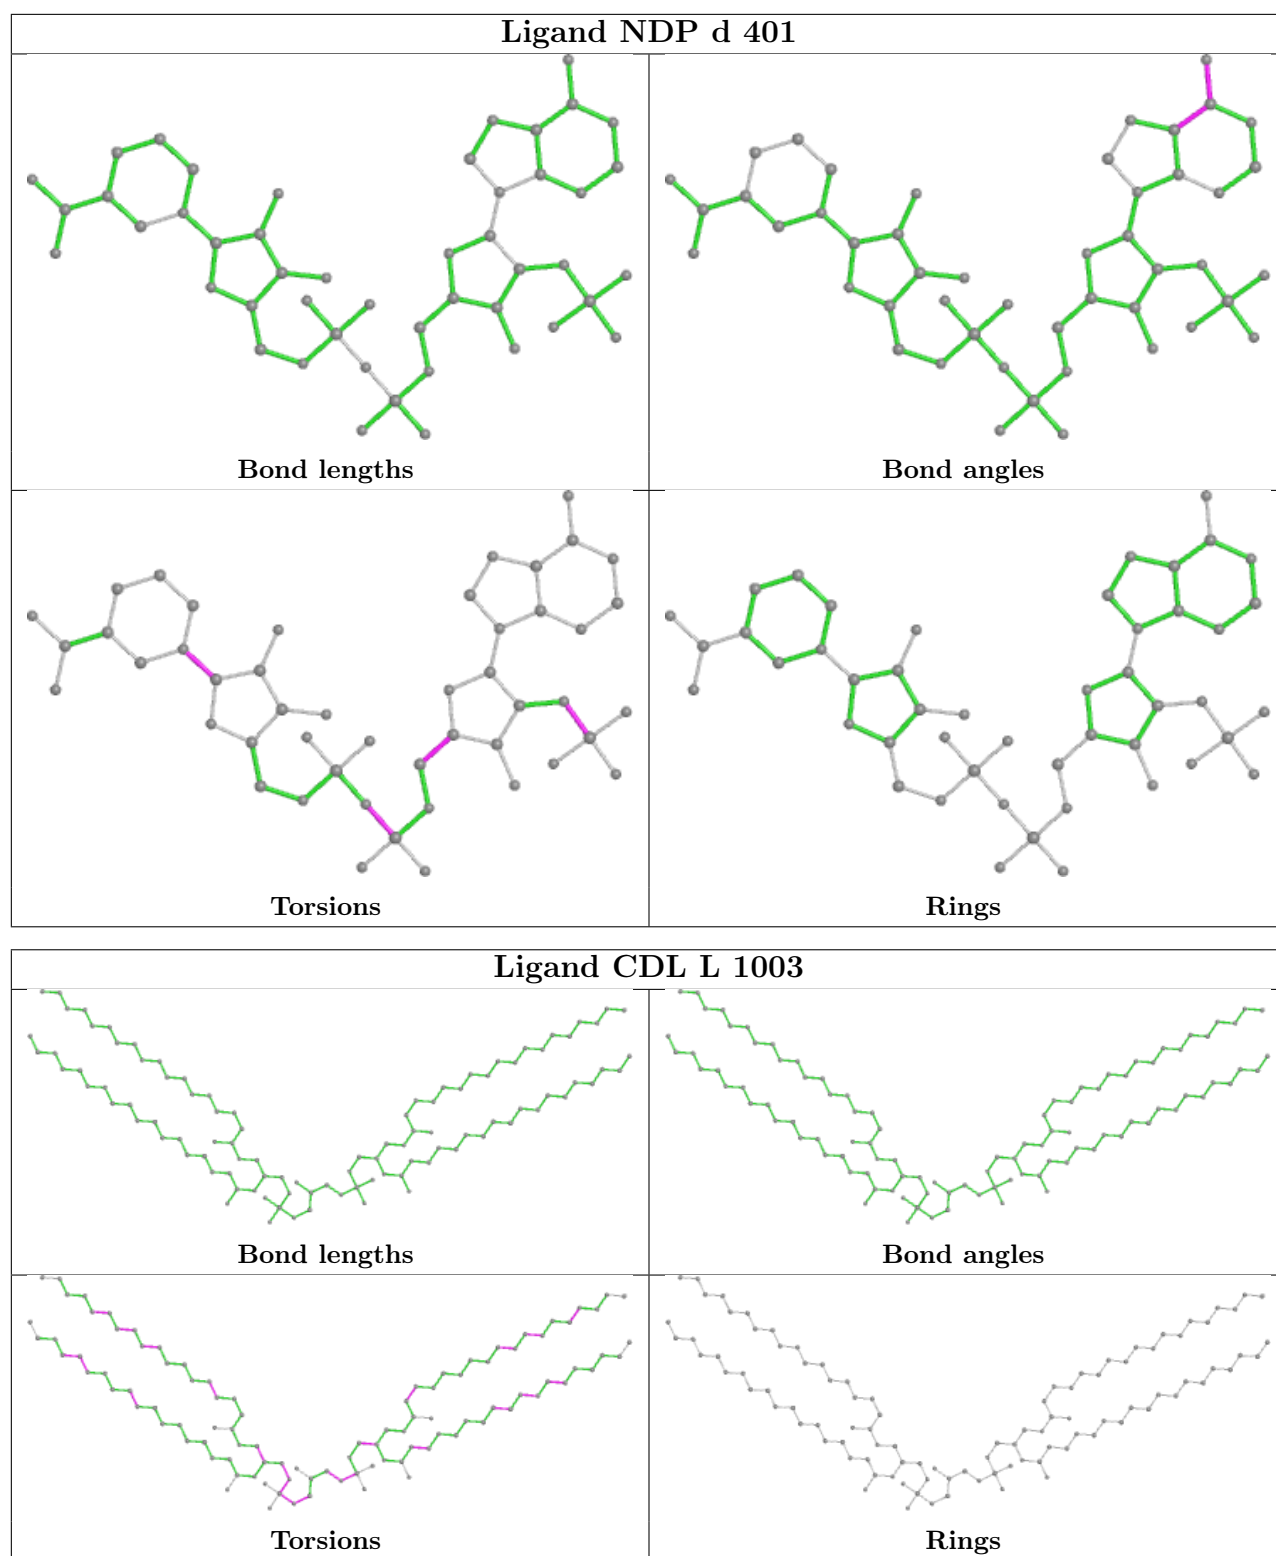 Ligand NDP d 401
Bond lengths
Bond angles
Torsions
Rings
Ligand CDL L 1003
Bond lengths
Bond angles
Torsions
Rings